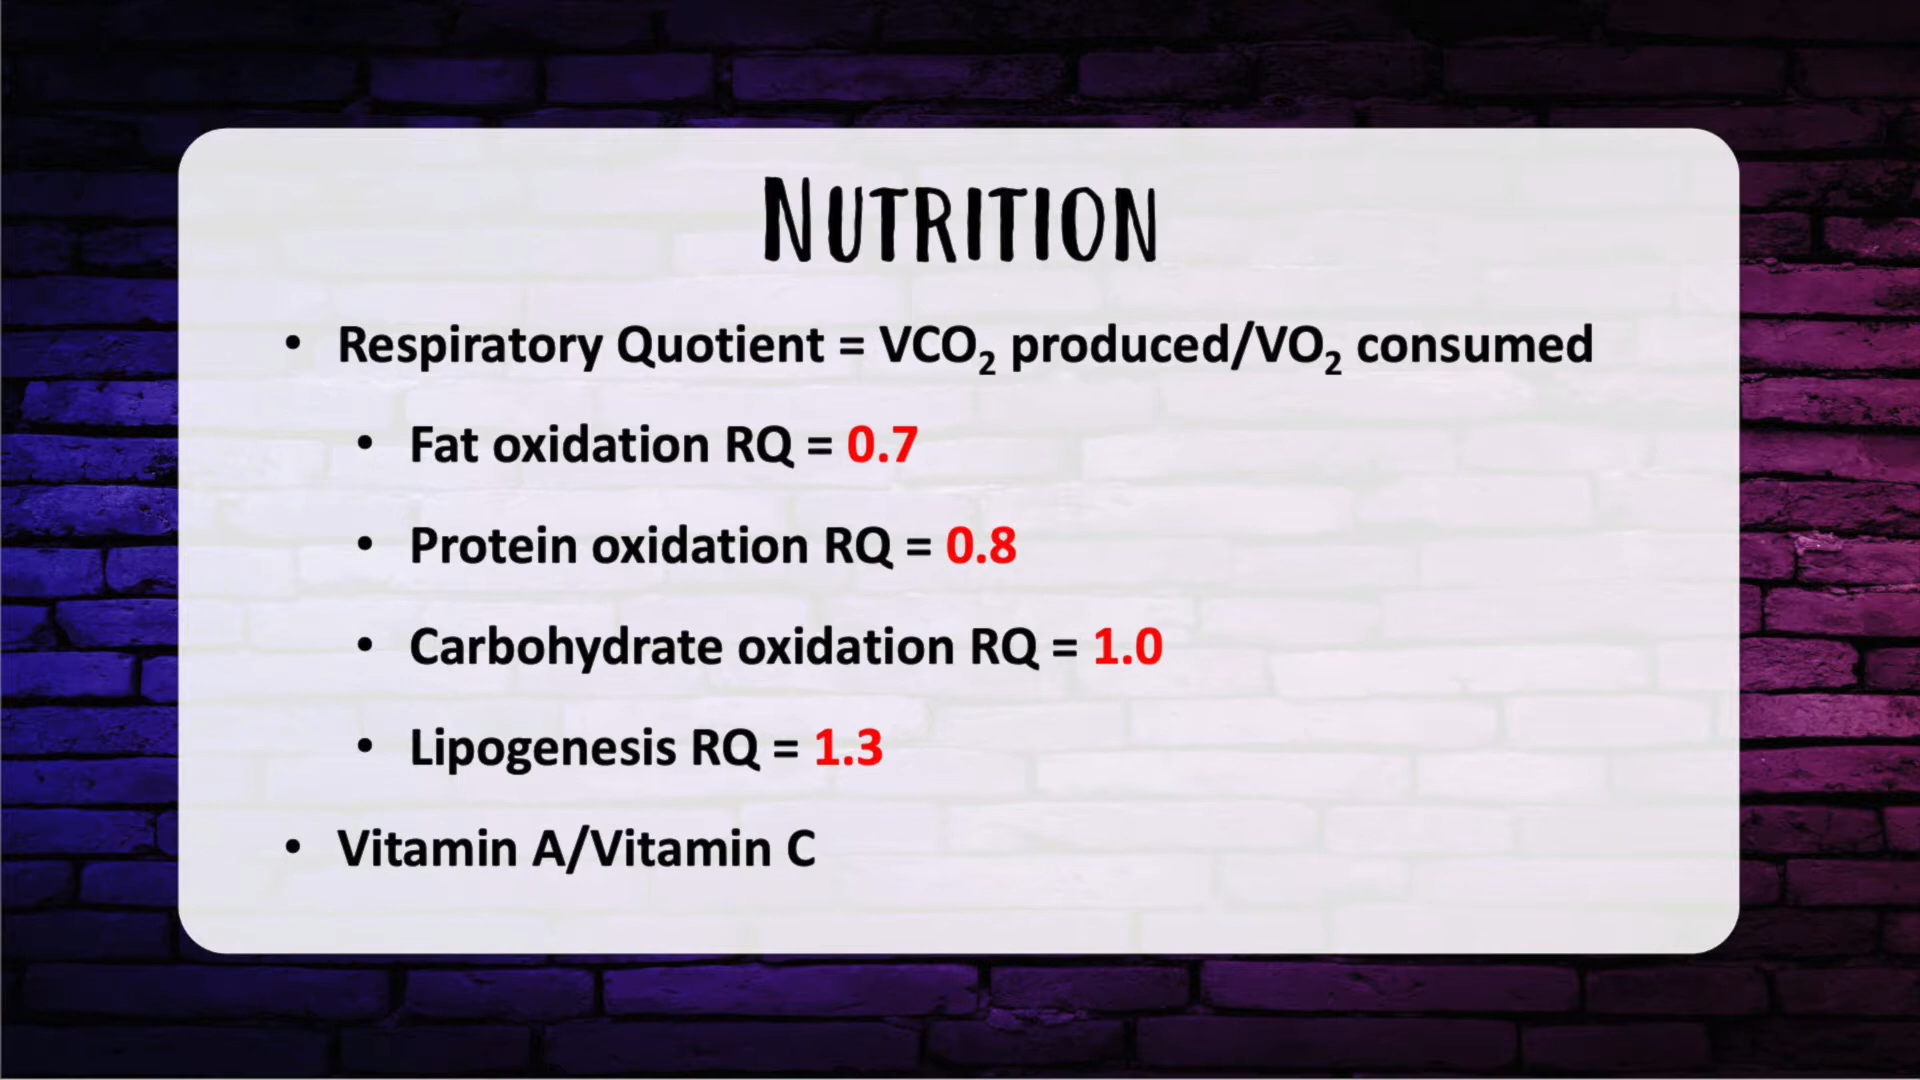 NUTRITION
• Respiratory Quotient = VCO₂ produced/VO₂ consumed
• Fat oxidation RQ = 0.7
• Protein oxidation RQ = 0.8
• Carbohydrate oxidation RQ = 1.0
• Lipogenesis RQ = 1.3
• Vitamin A/Vitamin C